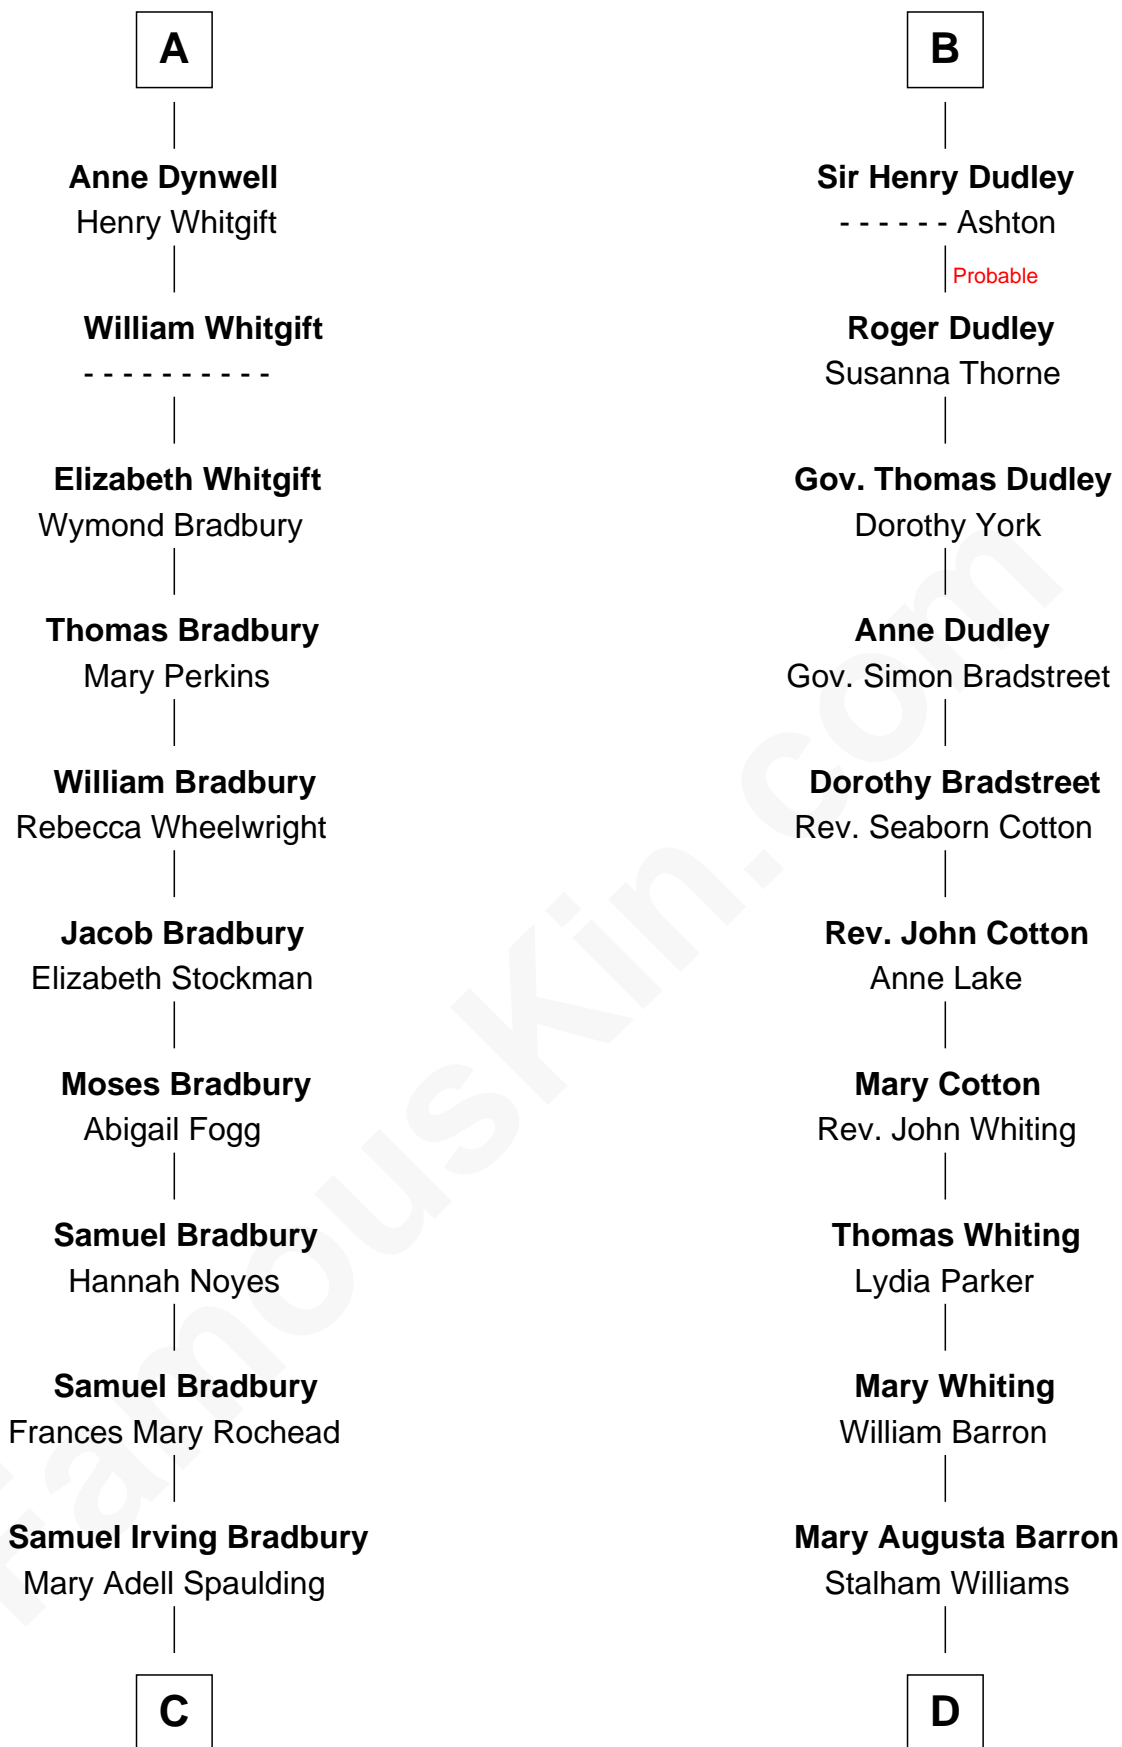 A
Anne Dynwell
Henry Whitgift
William Whitgift
- - - - - - - - - -
Elizabeth Whitgift
Wymond Bradbury
Thomas Bradbury
Mary Perkins
William Bradbury
Rebecca Wheelwright
Jacob Bradbury
Elizabeth Stockman
Moses Bradbury
Abigail Fogg
Samuel Bradbury
Hannah Noyes
Samuel Bradbury
Frances Mary Rochead
Samuel Irving Bradbury
Mary Adell Spaulding
C
B
Sir Henry Dudley
- - - - - - Ashton
Probable
Roger Dudley
Susanna Thorne
Gov. Thomas Dudley
Dorothy York
Anne Dudley
Gov. Simon Bradstreet
Dorothy Bradstreet
Rev. Seaborn Cotton
Rev. John Cotton
Anne Lake
Mary Cotton
Rev. John Whiting
Thomas Whiting
Lydia Parker
Mary Whiting
William Barron
Mary Augusta Barron
Stalham Williams
D
FamousKin.com